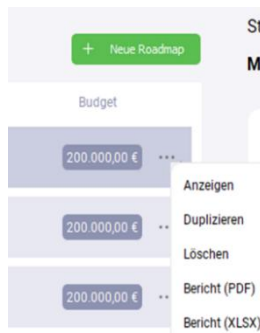 + Neue Roadmap
Budget
200.000,00 € ...
Anzeigen
Duplizieren
200.000,00 € ..
Löschen
Bericht (PDF)
200.000,00 € ..
Bericht (XLSX)